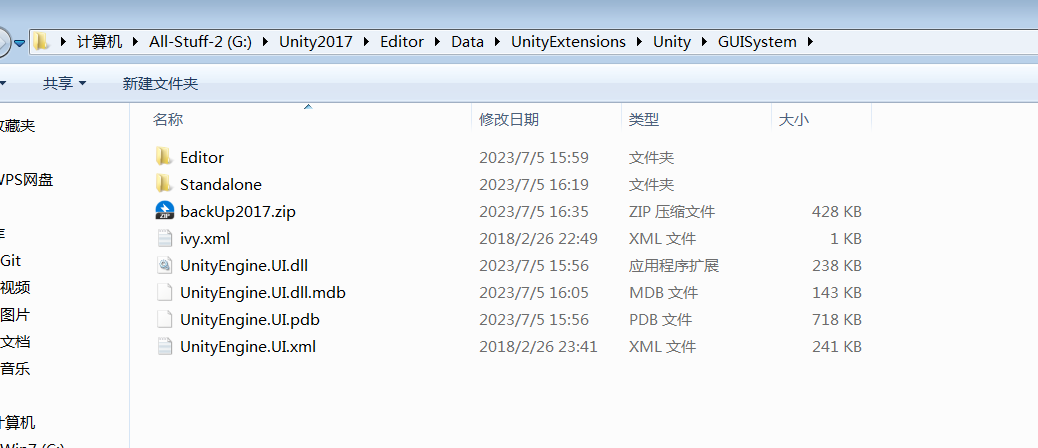 计算机 All-Stuff-2 (G:) Unity2017 Editor Data UnityExtensions Unity GUISystem
共享 新建文件夹
名称 修改日期 类型 大小
收藏夹
Editor 2023/7/5 15:59 文件夹
WPS网盘
Standalone 2023/7/5 16:19 文件夹
backUp2017.zip 2023/7/5 16:35 ZIP 压缩文件 428 KB
ivy.xml 2018/2/26 22:49 XML 文件 1 KB
Git
UnityEngine.UI.dll 2023/7/5 15:56 应用程序扩展 238 KB
视频
UnityEngine.UI.dll.mdb 2023/7/5 16:05 MDB 文件 143 KB
图片
UnityEngine.UI.pdb 2023/7/5 15:56 PDB 文件 718 KB
文档
UnityEngine.UI.xml 2018/2/26 23:41 XML 文件 241 KB
音乐
计算机
Win7 (C:)